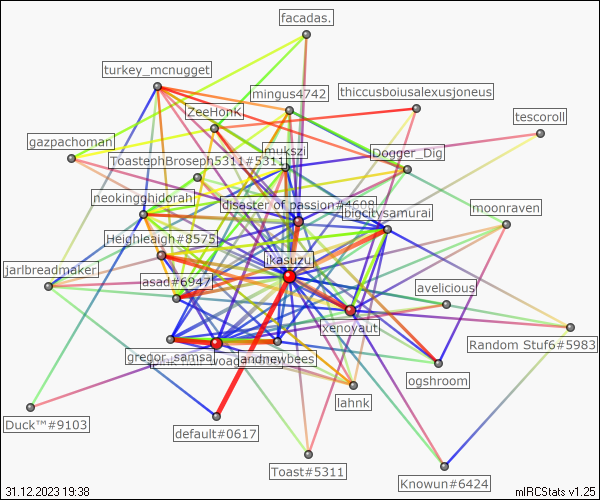 facadas.
turkey_mcnugget
mingus4742
thiccusboiusalexusjoneus
ZeeHonK
tescoroll
gazpachoman
mukszi
Dogger_Dig
ToastephBroseph5311#5311
neokingghidorah
disaster of passion#4608
bigcitysamurai
moonraven
Heighleaigh#8575
jarlbreadmaker
ikasuzu
asad#6947
avelicious
xenoyaut
Random Stuf6#5983
gregor_samsa
andnewbees
ogshroom
lahnk
Duck™#9103
default#0617
Toast#5311
Knowun#6424
31.12.2023 19:38
mIRCStats v1.25